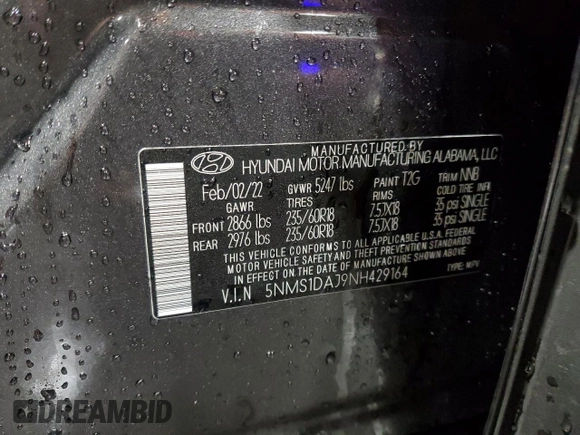 MANUFACTURED BY
HYUNDAI MOTOR MANUFACTURING ALABAMA, LLC
Feb/02/22 GVWR 5247 lbs PAINT T2G TRIM NNB
GAWR TIRES RIMS COLD TIRE INFL
FRONT 2866 lbs 235/60R18 7.5JX18 35 psi SINGLE
REAR 2976 lbs 235/60R18 7.5JX18 35 psi SINGLE
THIS VEHICLE CONFORMS TO ALL APPLICABLE U.S.A. FEDERAL
MOTOR VEHICLE SAFETY AND THEFT PREVENTION STANDARDS
IN EFFECT ON THE DATE OF MANUFACTURE SHOWN ABOVE.
V.I.N 5NMS1DAJ9NH429164 TYPE: MPV
DREAMBID